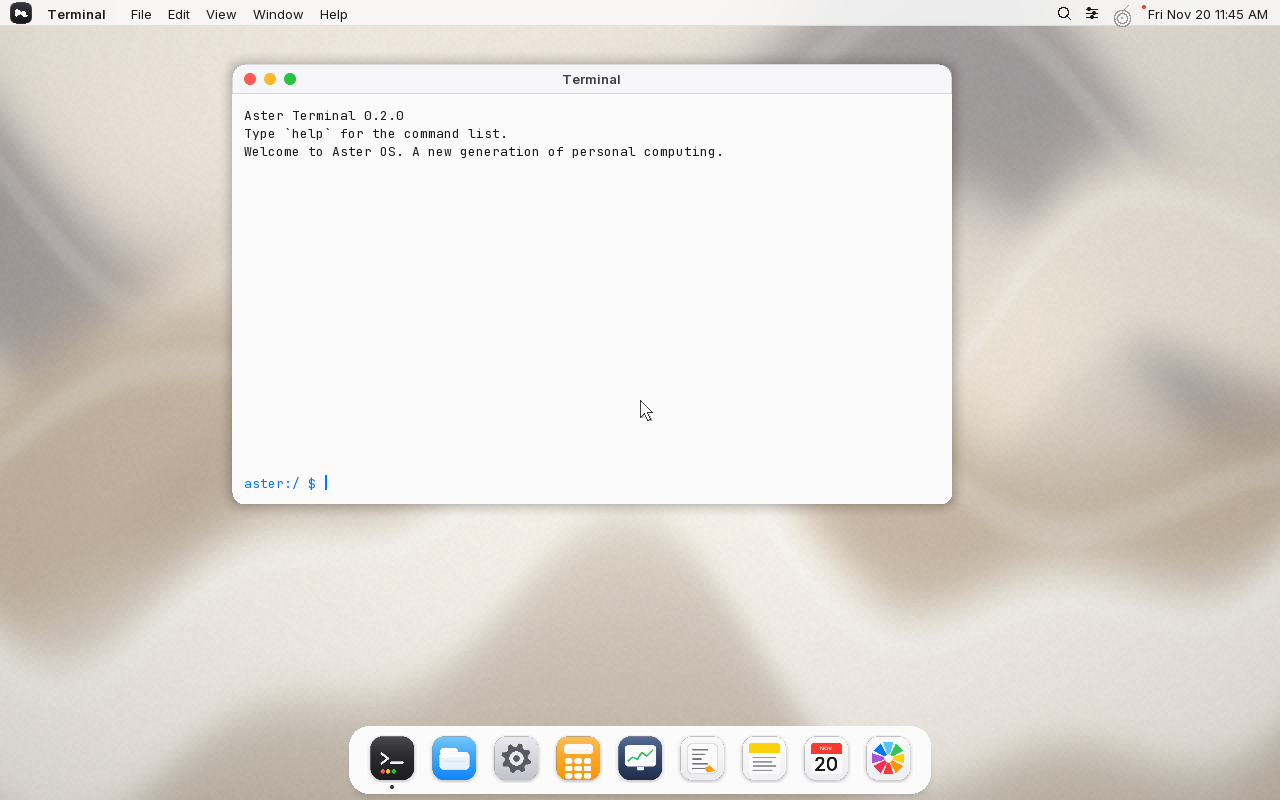 Terminal File Edit View Window Help Fri Nov 20 11:45 AM
Terminal
Aster Terminal 0.2.0
Type `help` for the command list.
Welcome to Aster OS. A new generation of personal computing.
aster:/ $
NOV
20